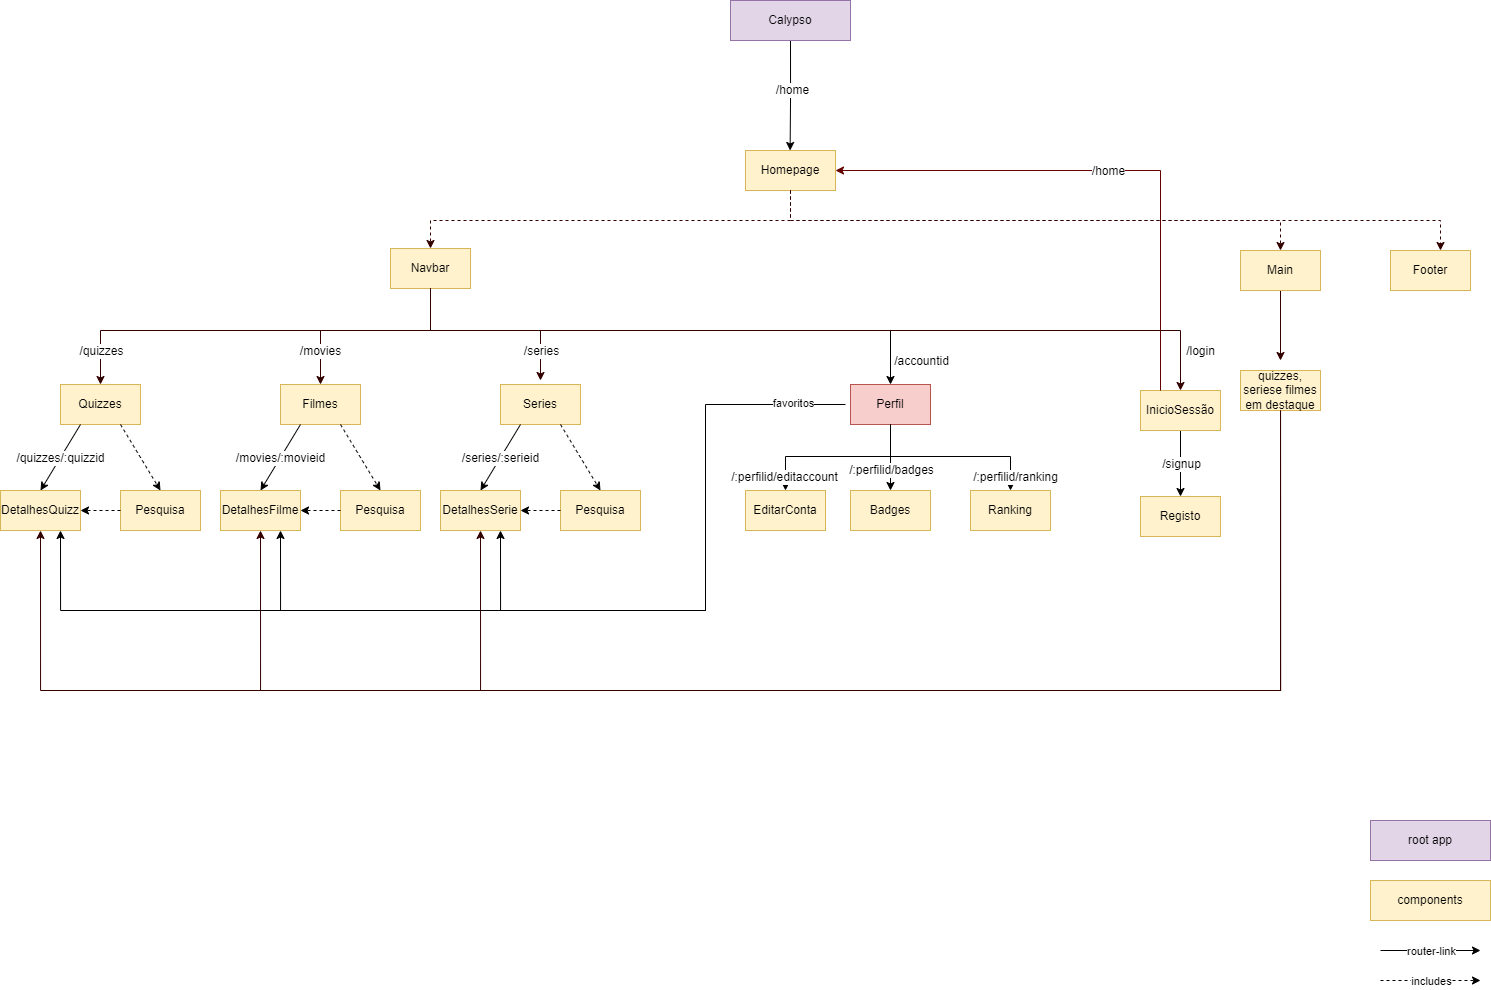 Calypso
/home
Homepage
/home
Navbar
Main
Footer
/quizzes
/movies
/series
/accountid
/login
Quizzes
Filmes
Series
favoritos
Perfil
InicioSessão
quizzes,
seriese filmes
em destaque
/quizzes/:quizzid
/movies/:movieid
/series/:serieid
/:perfilid/editaccount
/:perfilid/badges
/:perfilid/ranking
/signup
DetalhesQuizz
Pesquisa
DetalhesFilme
Pesquisa
DetalhesSerie
Pesquisa
EditarConta
Badges
Ranking
Registo
root app
components
router-link
includes